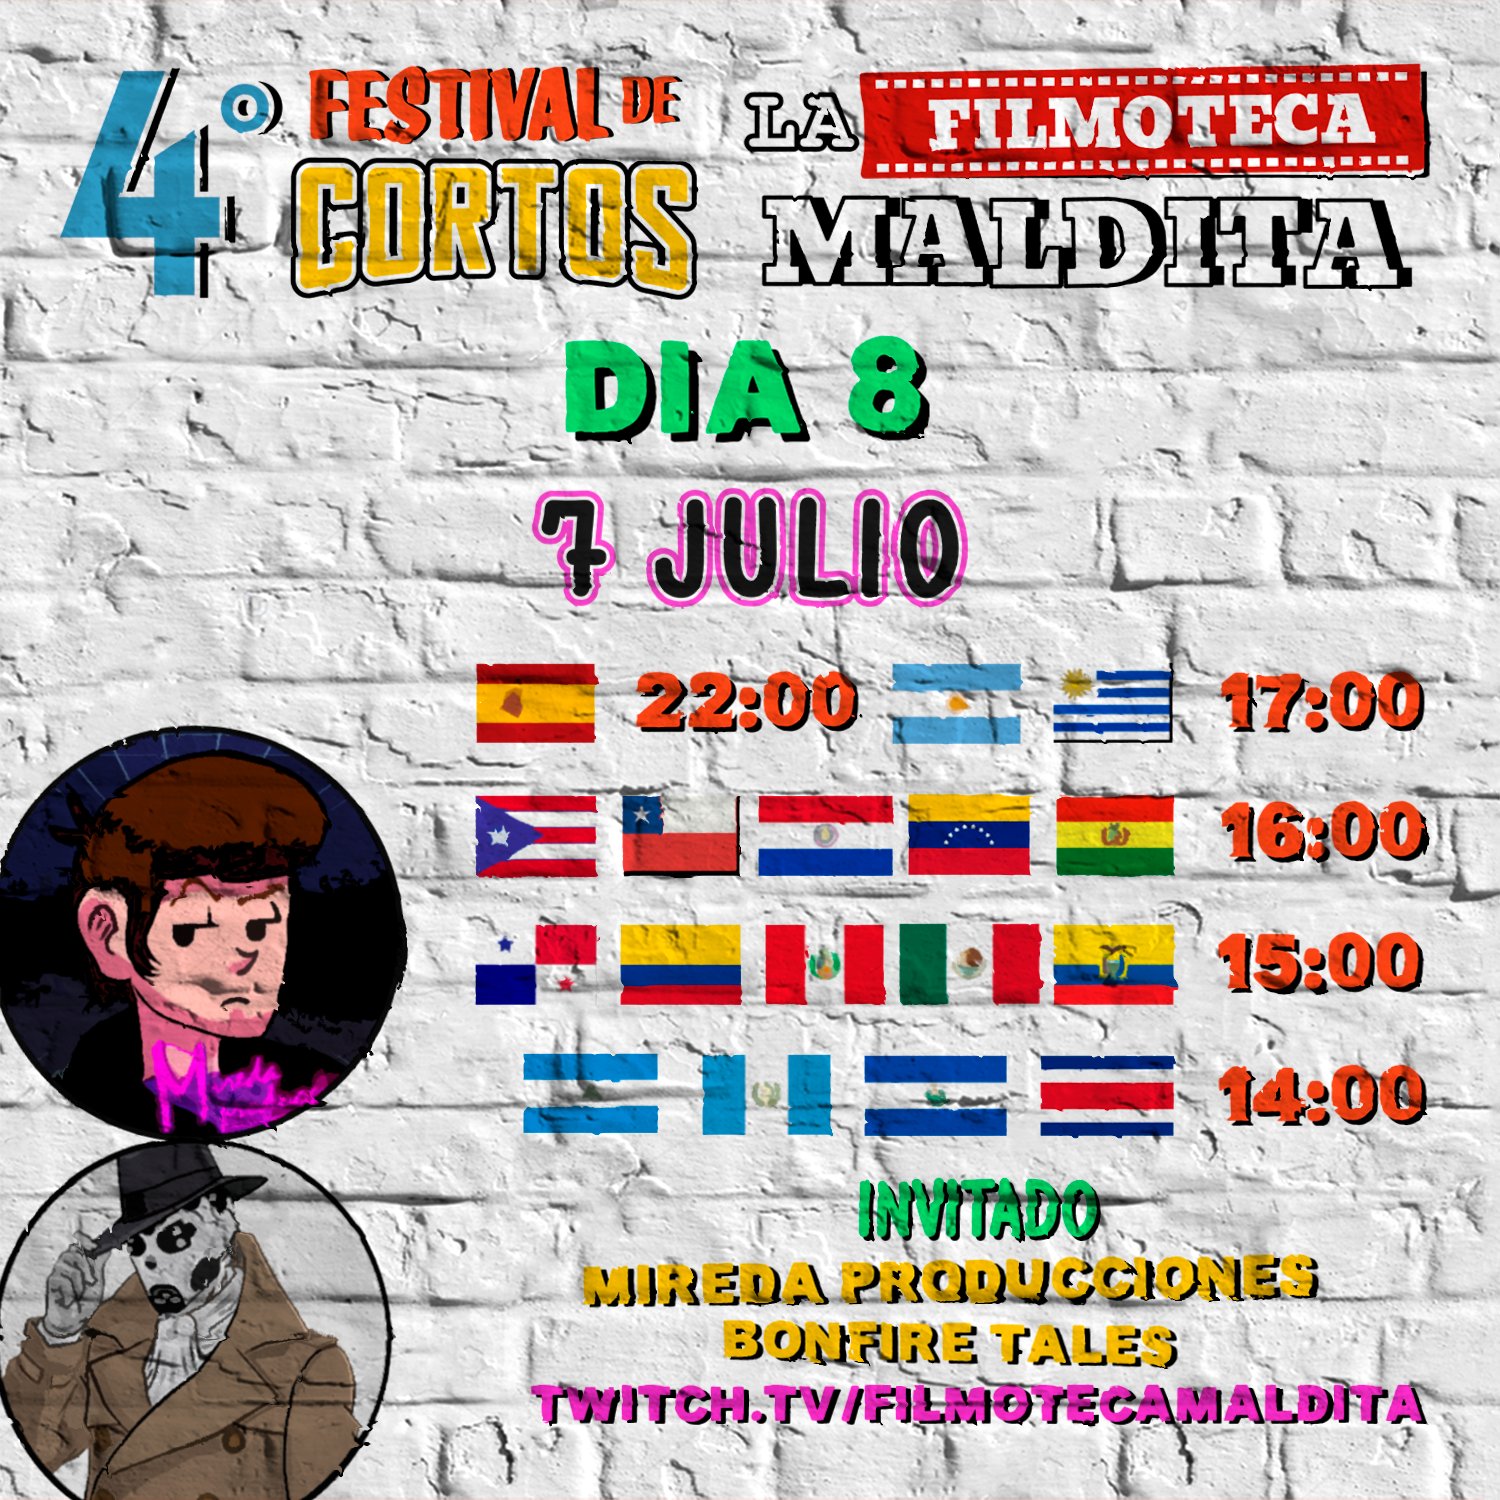 4º FESTIVAL DE CORTOS
LA FILMOTECA MALDITA
DIA 8
7 JULIO
22:00 17:00
16:00
15:00
14:00
INVITADO
MIREDA PRODUCCIONES
BONFIRE TALES
TWITCH.TV/FILMOTECAMALDITA